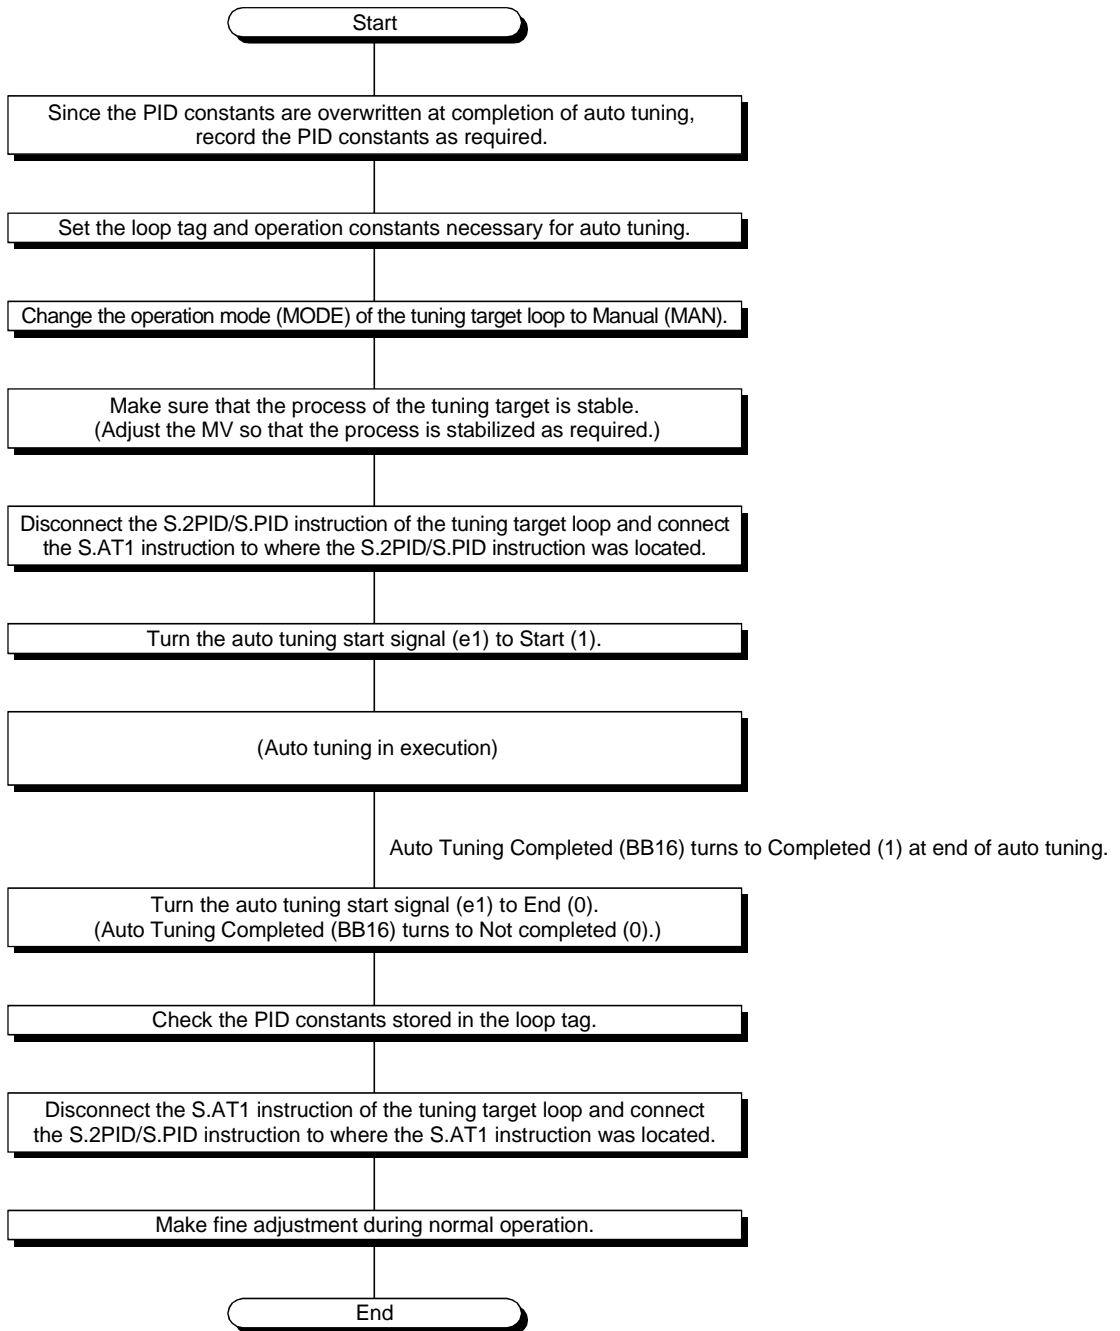 Start
Since the PID constants are overwritten at completion of auto tuning,
record the PID constants as required.
Set the loop tag and operation constants necessary for auto tuning.
Change the operation mode (MODE) of the tuning target loop to Manual (MAN).
Make sure that the process of the tuning target is stable.
(Adjust the MV so that the process is stabilized as required.)
Disconnect the S.2PID/S.PID instruction of the tuning target loop and connect
the S.AT1 instruction to where the S.2PID/S.PID instruction was located.
Turn the auto tuning start signal (e1) to Start (1).
(Auto tuning in execution)
Auto Tuning Completed (BB16) turns to Completed (1) at end of auto tuning.
Turn the auto tuning start signal (e1) to End (0).
(Auto Tuning Completed (BB16) turns to Not completed (0).)
Check the PID constants stored in the loop tag.
Disconnect the S.AT1 instruction of the tuning target loop and connect
the S.2PID/S.PID instruction to where the S.AT1 instruction was located.
Make fine adjustment during normal operation.
End